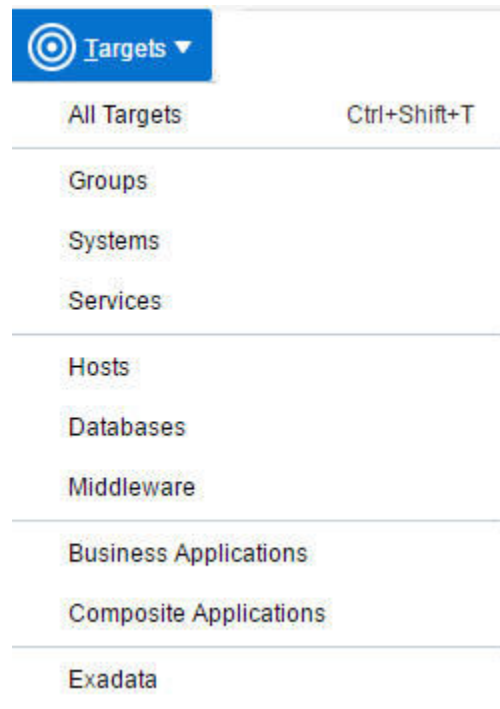 Targets ▼
All Targets Ctrl+Shift+T
Groups
Systems
Services
Hosts
Databases
Middleware
Business Applications
Composite Applications
Exadata